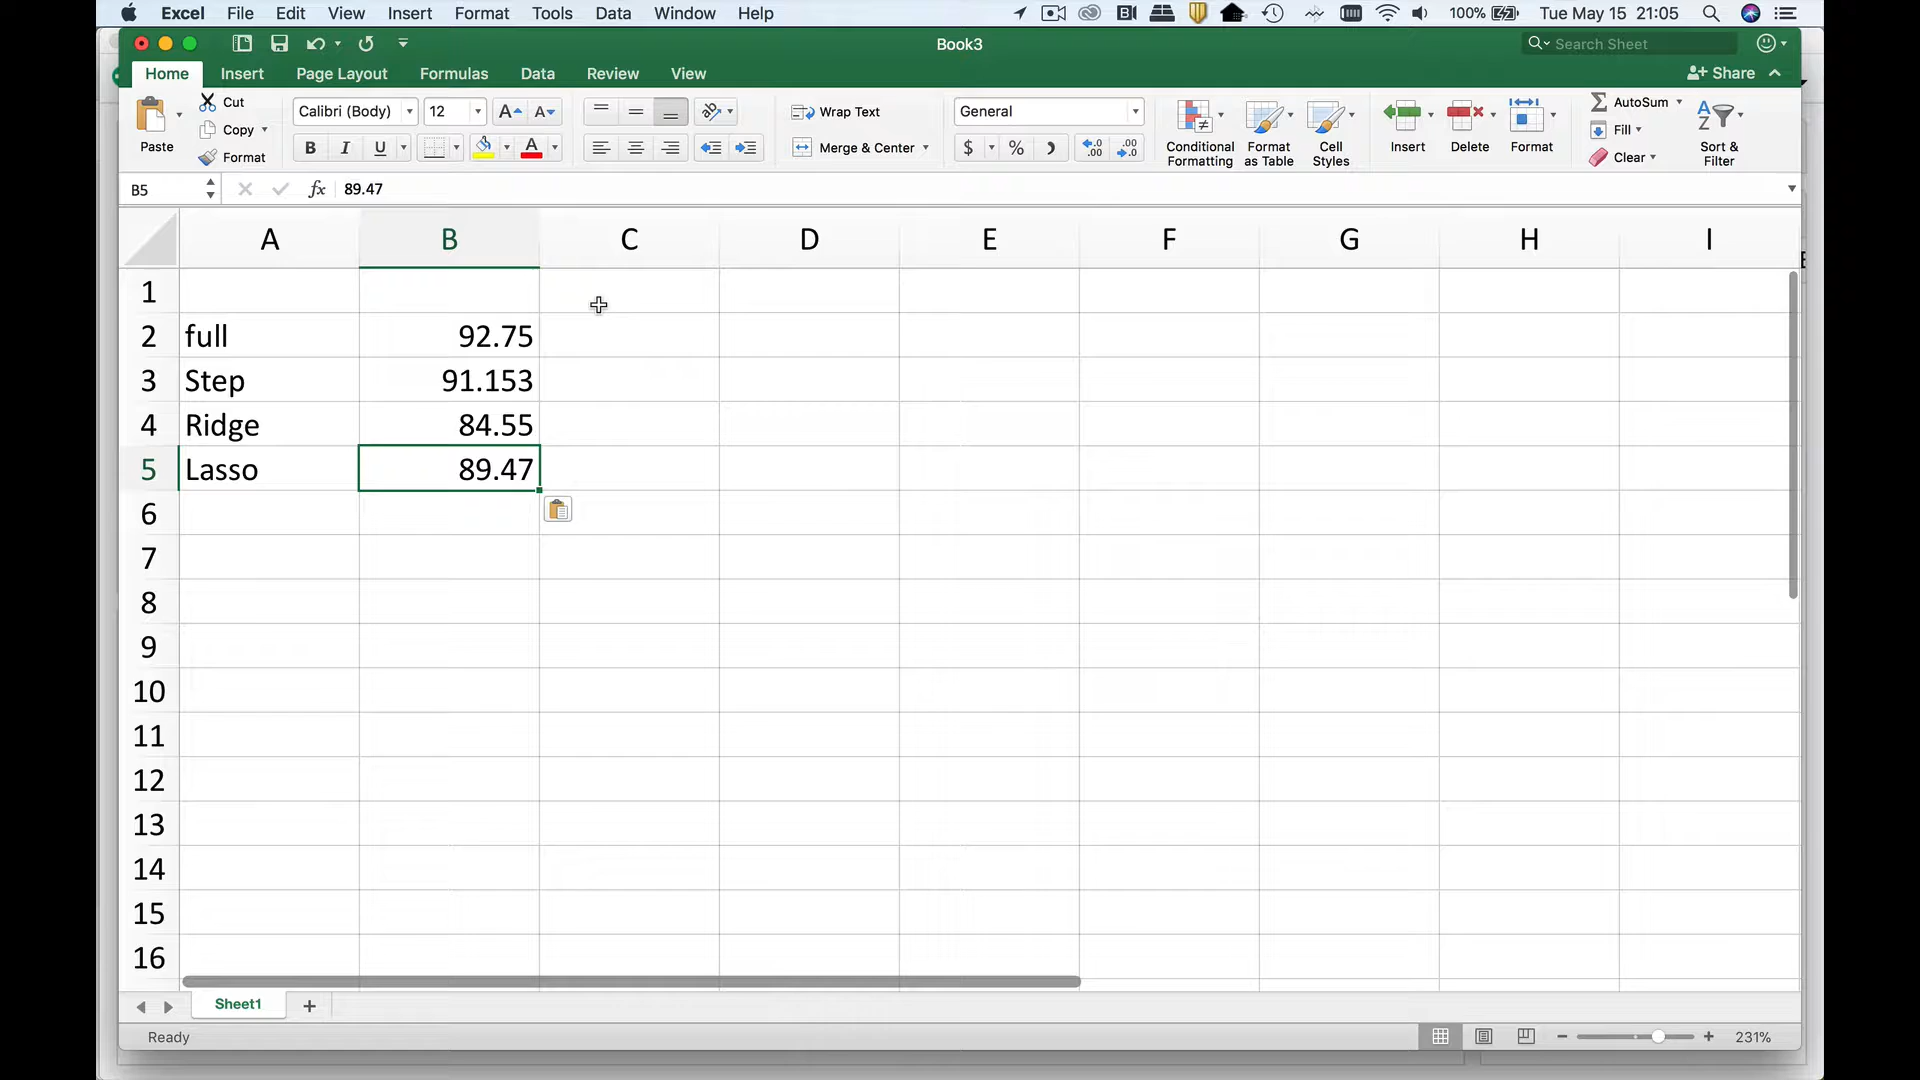 Excel File Edit View Insert Format Tools Data Window Help 100% Tue May 15 21:05
Book3
Search Sheet
Home Insert Page Layout Formulas Data Review View
Share
Paste
Cut
Copy
Format
Calibri (Body) 12
Wrap Text
Merge & Center
General
Conditional Formatting
Format as Table
Cell Styles
Insert
Delete
Format
AutoSum
Fill
Clear
Sort & Filter
B5 fx 89.47
A B C D E F G H I
1
2 full 92.75
3 Step 91.153
4 Ridge 84.55
5 Lasso 89.47
6
7
8
9
10
11
12
13
14
15
16
Sheet1
Ready 231%